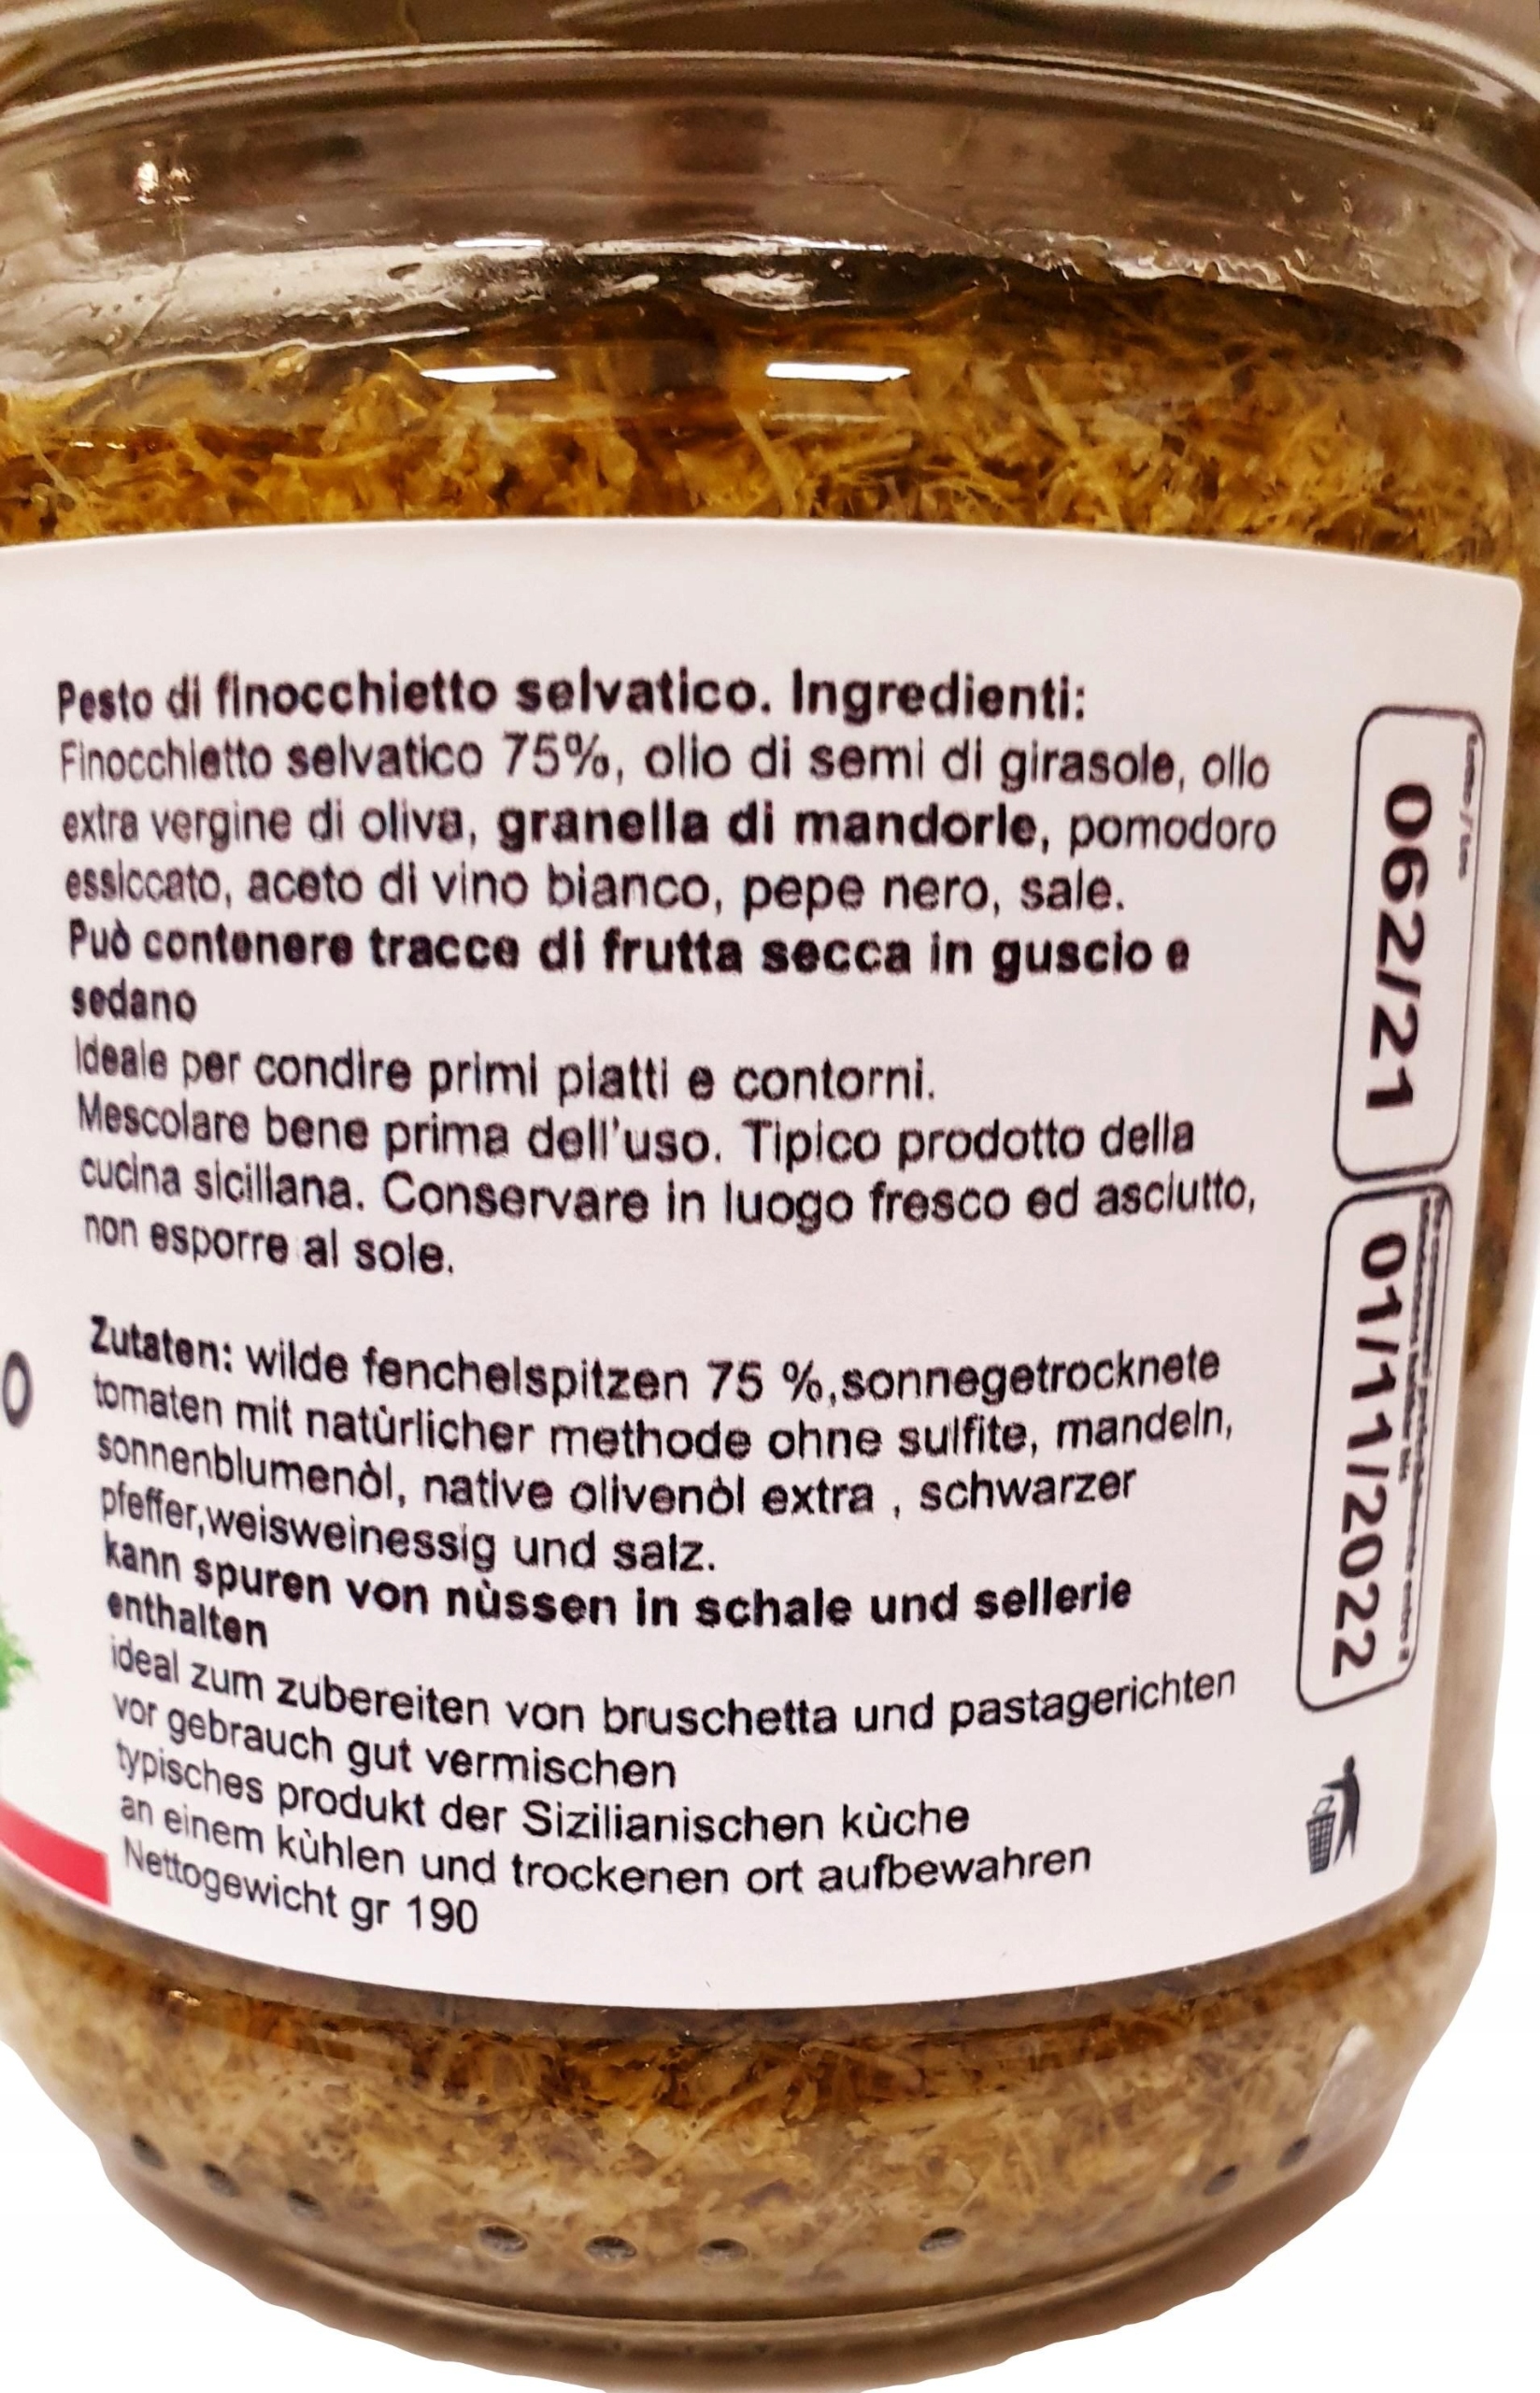 Pesto di finocchietto selvatico. Ingredienti:
Finocchietto selvatico 75%, olio di semi di girasole, olio
extra vergine di oliva, granella di mandorle, pomodoro
essiccato, aceto di vino bianco, pepe nero, sale.
Può contenere tracce di frutta secca in guscio e
sedano
Ideale per condire primi piatti e contorni.
Mescolare bene prima dell'uso. Tipico prodotto della
cucina siciliana. Conservare in luogo fresco ed asciutto,
non esporre al sole.
Zutaten: wilde fenchelspitzen 75 %,sonnegetrocknete
tomaten mit natùrlicher methode ohne sulfite, mandeln,
sonnenblumenòl, native olivenòl extra , schwarzer
pfeffer,weisweinessig und salz.
kann spuren von nùssen in schale und sellerie
enthalten
ideal zum zubereiten von bruschetta und pastagerichten
vor gebrauch gut vermischen
typisches produkt der Sizilianischen kùche
an einem kùhlen und trockenen ort aufbewahren
Nettogewicht gr 190
062/21
01/11/2022